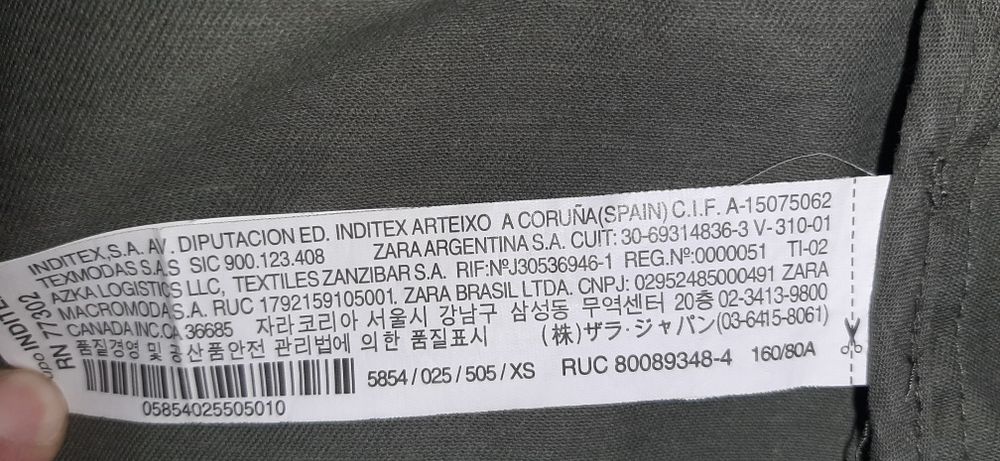 INDITEX,S.A. AV. DIPUTACION ED. INDITEX ARTEIXO A CORUÑA(SPAIN) C.I.F. A-15075062
TEXMODAS S.A.S SIC 900.123.408 ZARA ARGENTINA S.A. CUIT: 30-69314836-3 V-310-01
AZKA LOGISTICS LLC, TEXTILES ZANZIBAR S.A. RIF:NºJ30536946-1 REG.Nº:0000051 TI-02
MACROMODA S.A. RUC 1792159105001. ZARA BRASIL LTDA. CNPJ: 02952485000491 ZARA
CANADA INC.CA 36685 자라코리아 서울시 강남구 삼성동 무역센터 20층 02-3413-9800
품질경영 및 공산품안전 관리법에 의한 품질표시 (株)ザラ・ジャパン(03-6415-8061)
5854 / 025 / 505 / XS RUC 80089348-4 160/80A
05854025505010
RN 77302
INDITE